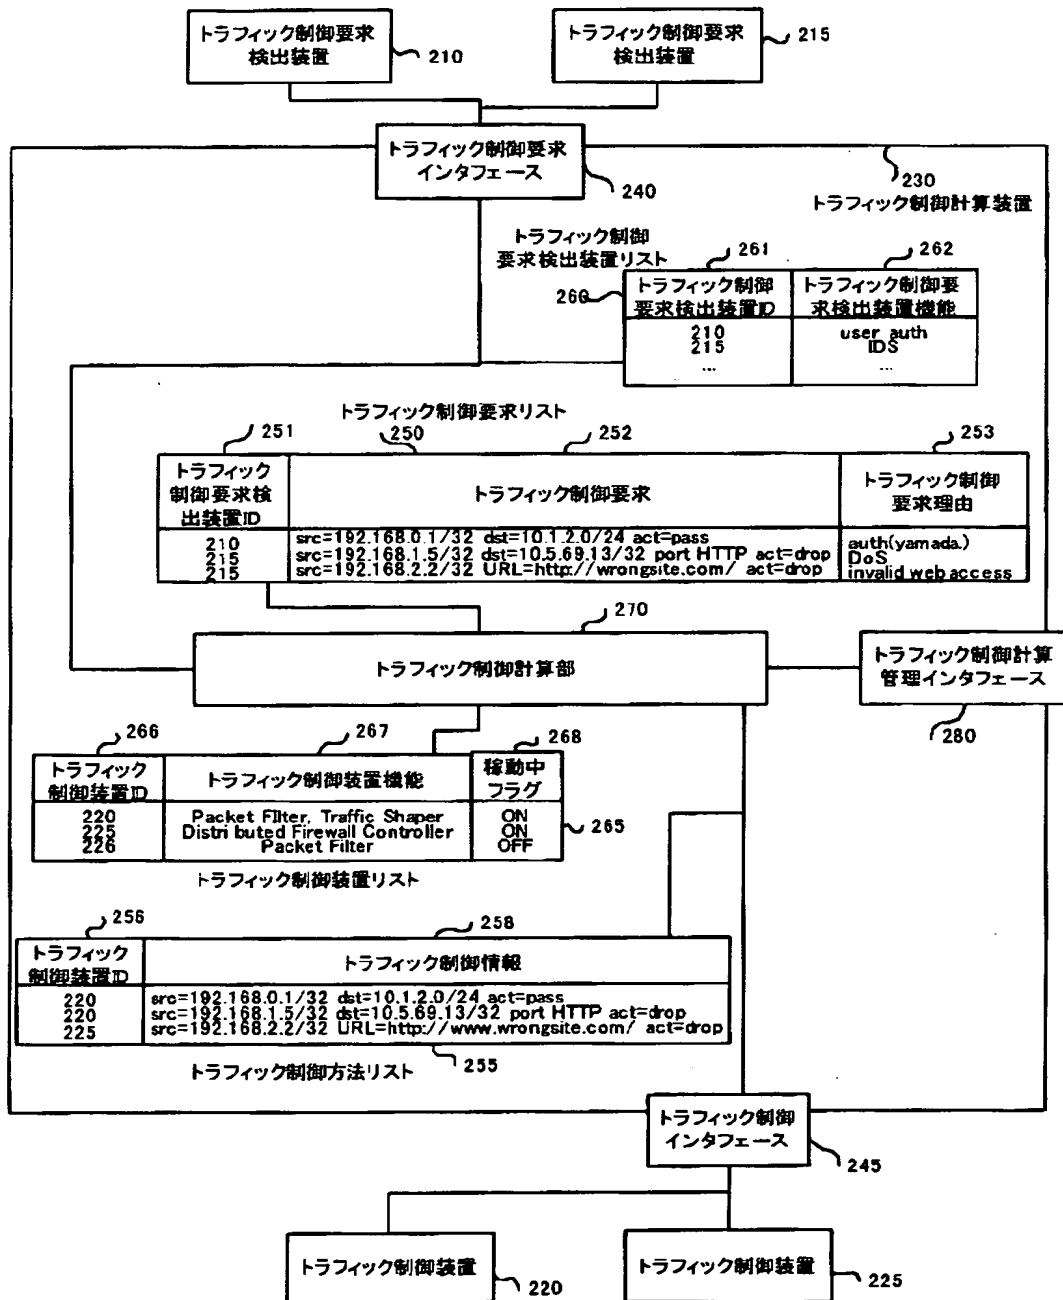 トラフィック制御要求
検出装置
210
トラフィック制御要求
検出装置
215
トラフィック制御要求
インタフェース
240
230
トラフィック制御計算装置
トラフィック制御
要求検出装置リスト
260
261
262
トラフィック制御
要求検出装置ID
トラフィック制御要
求検出装置機能
210
user auth
215
IDS
...
...
トラフィック制御要求リスト
251
250
252
253
トラフィック
制御要求検
出装置ID
トラフィック制御要求
トラフィック制御
要求理由
210
src=192.168.0.1/32 dst=10.1.2.0/24 act=pass
auth(yamada.)
215
src=192.168.1.5/32 dst=10.5.69.13/32 port HTTP act=drop
DoS
215
src=192.168.2.2/32 URL=http://wrongsite.com/ act=drop
invalid web access
270
トラフィック制御計算部
トラフィック制御計算
管理インタフェース
280
266
267
268
トラフィック
制御装置ID
トラフィック制御装置機能
稼動中
フラグ
220
Packet Filter, Traffic Shaper
ON
225
Distributed Firewall Controller
ON
226
Packet Filter
OFF
265
トラフィック制御装置リスト
256
258
トラフィック
制御装置ID
トラフィック制御情報
220
src=192.168.0.1/32 dst=10.1.2.0/24 act=pass
220
src=192.168.1.5/32 dst=10.5.69.13/32 port HTTP act=drop
225
src=192.168.2.2/32 URL=http://www.wrongsite.com/ act=drop
トラフィック制御方法リスト
255
トラフィック制御
インタフェース
245
トラフィック制御装置
220
トラフィック制御装置
225